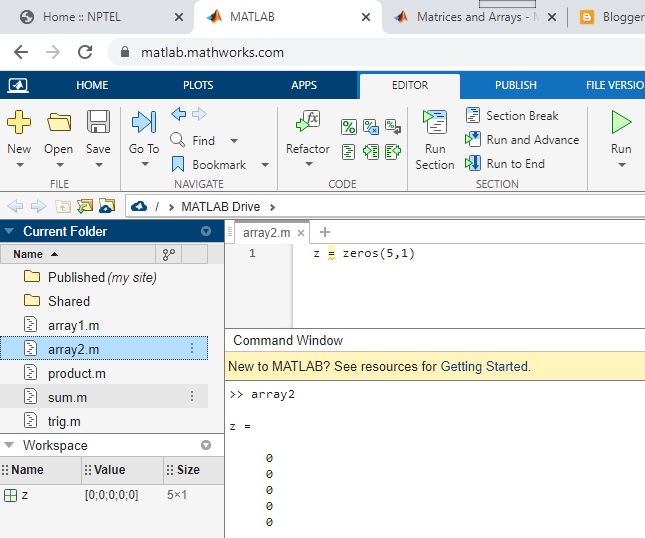 Home :: NPTEL
MATLAB
Matrices and Arrays -
Blogger
matlab.mathworks.com
HOME PLOTS APPS EDITOR PUBLISH FILE VERSIO
New Open Save
FILE
Go To Find Bookmark
NAVIGATE
Refactor
fx
CODE
Run Section
Section Break
Run and Advance
Run to End
SECTION
Run
/ > MATLAB Drive >
Current Folder
Name
Published (my site)
Shared
array1.m
array2.m
product.m
sum.m
trig.m
Workspace
Name Value Size
z [0;0;0;0;0] 5×1
array2.m × +
1 z = zeros(5,1)
Command Window
New to MATLAB? See resources for Getting Started.
>> array2
z =
0
0
0
0
0